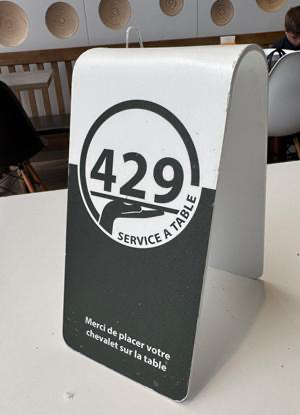 429
SERVICE A TABLE
Merci de placer votre
chevalet sur la table